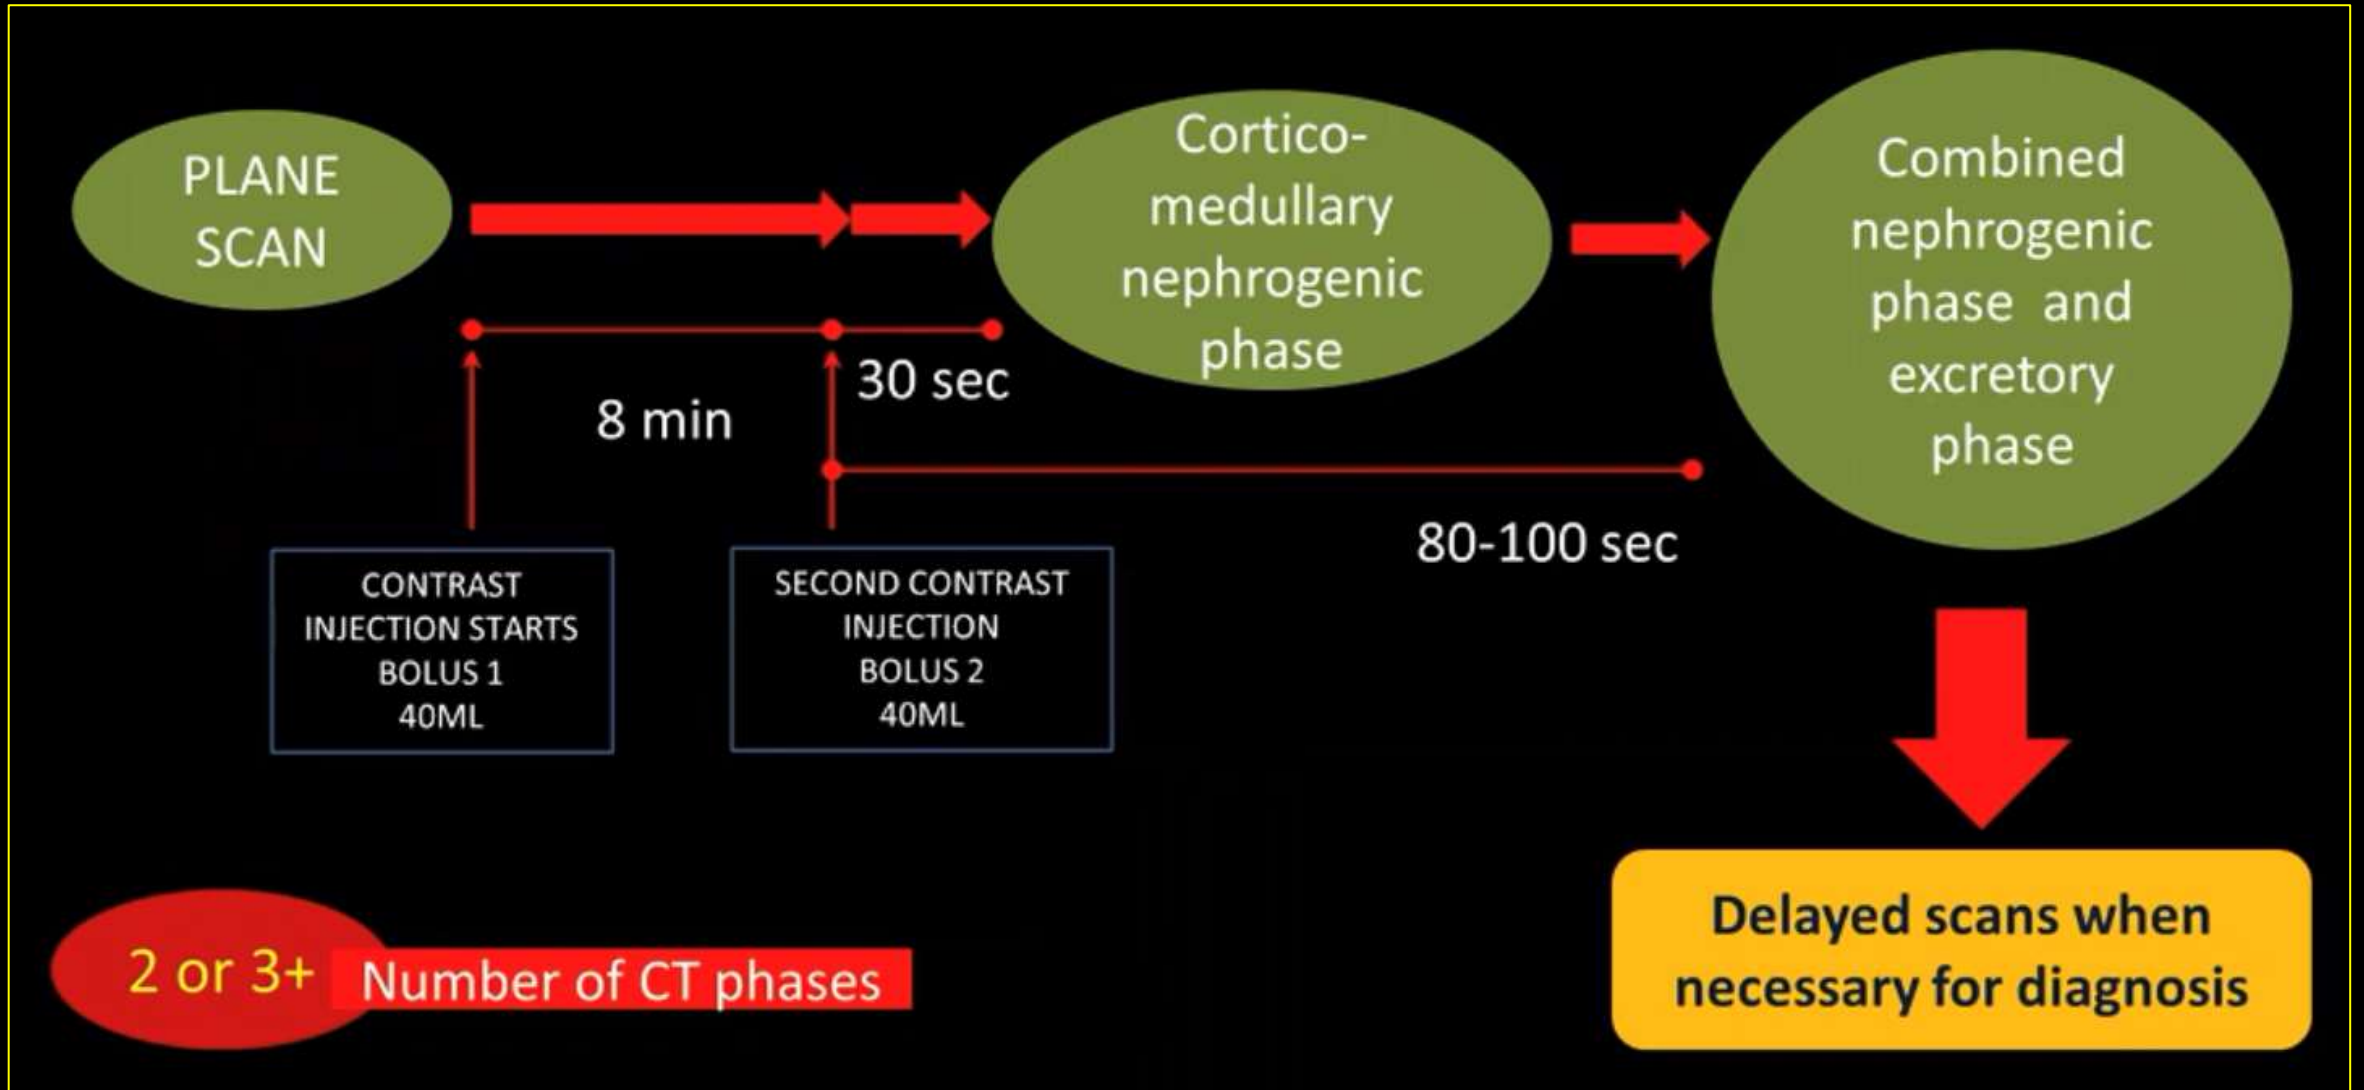 PLANE
SCAN
Cortico-
medullary
nephrogenic
phase
Combined
nephrogenic
phase and
excretory
phase
8 min
30 sec
80-100 sec
CONTRAST
INJECTION STARTS
BOLUS 1
40ML
SECOND CONTRAST
INJECTION
BOLUS 2
40ML
2 or 3+
Number of CT phases
Delayed scans when
necessary for diagnosis